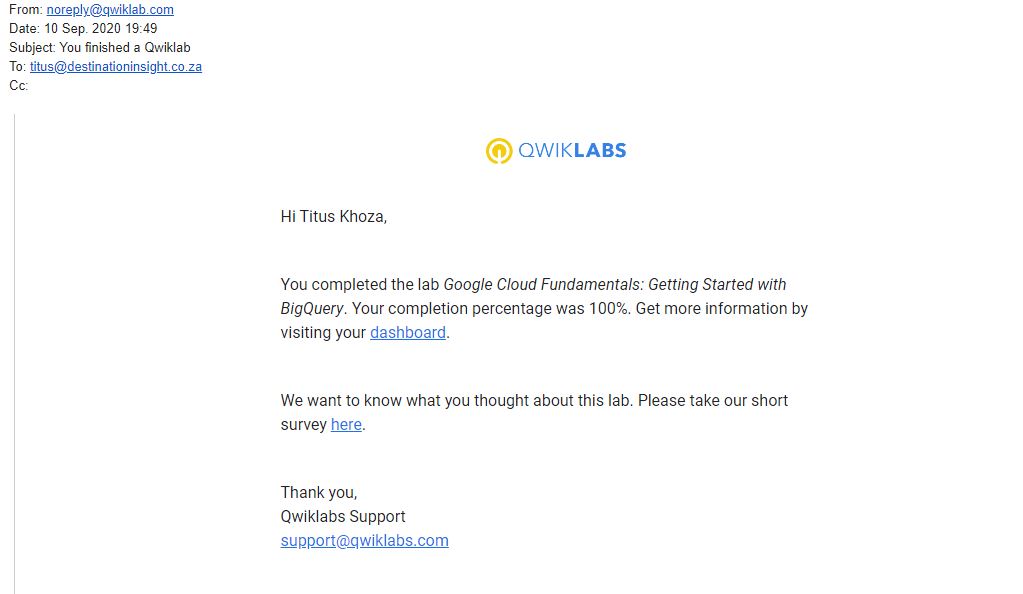 From: noreply@qwiklab.com
Date: 10 Sep. 2020 19:49
Subject: You finished a Qwiklab
To: titus@destinationinsight.co.za
Cc:
QWIKLABS
Hi Titus Khoza,
You completed the lab Google Cloud Fundamentals: Getting Started with
BigQuery. Your completion percentage was 100%. Get more information by
visiting your dashboard.
We want to know what you thought about this lab. Please take our short
survey here.
Thank you,
Qwiklabs Support
support@qwiklabs.com